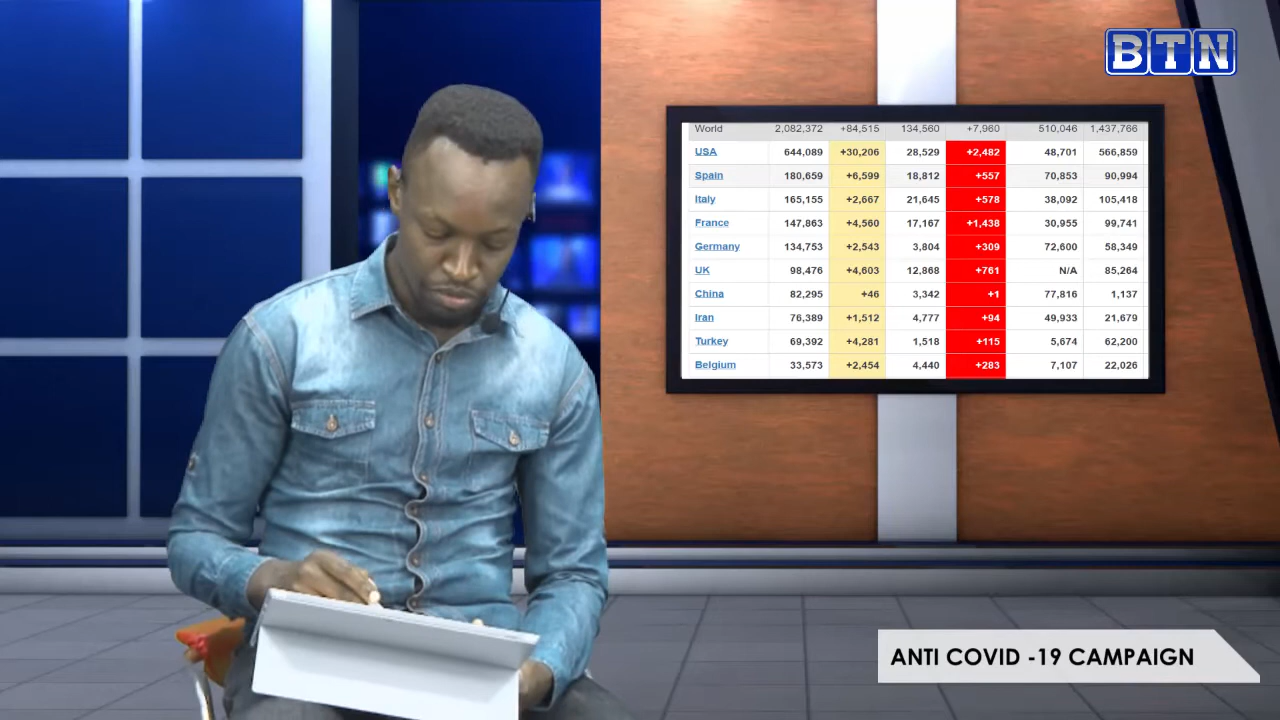 BTN
World 2,082,372 +84,515 134,560 +7,960 510,046 1,437,766
USA 644,089 +30,206 28,529 +2,482 48,701 566,859
Spain 180,659 +6,599 18,812 +557 70,853 90,994
Italy 165,155 +2,667 21,645 +578 38,092 105,418
France 147,863 +4,560 17,167 +1,438 30,955 99,741
Germany 134,753 +2,543 3,804 +309 72,600 58,349
UK 98,476 +4,603 12,868 +761 N/A 85,264
China 82,295 +46 3,342 +1 77,816 1,137
Iran 76,389 +1,512 4,777 +94 49,933 21,679
Turkey 69,392 +4,281 1,518 +115 5,674 62,200
Belgium 33,573 +2,454 4,440 +283 7,107 22,026
ANTI COVID -19 CAMPAIGN